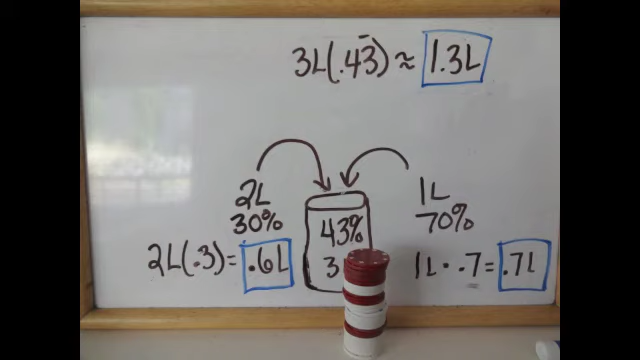 3L(.43̅) ≈ 1.3L
2L
30%
1L
70%
43%
3
2L(.3) = .6L
1L · .7 = .7L